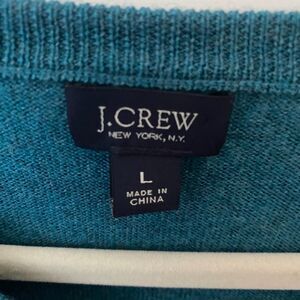 J.CREW
NEW YORK, N.Y.
L
MADE IN
CHINA